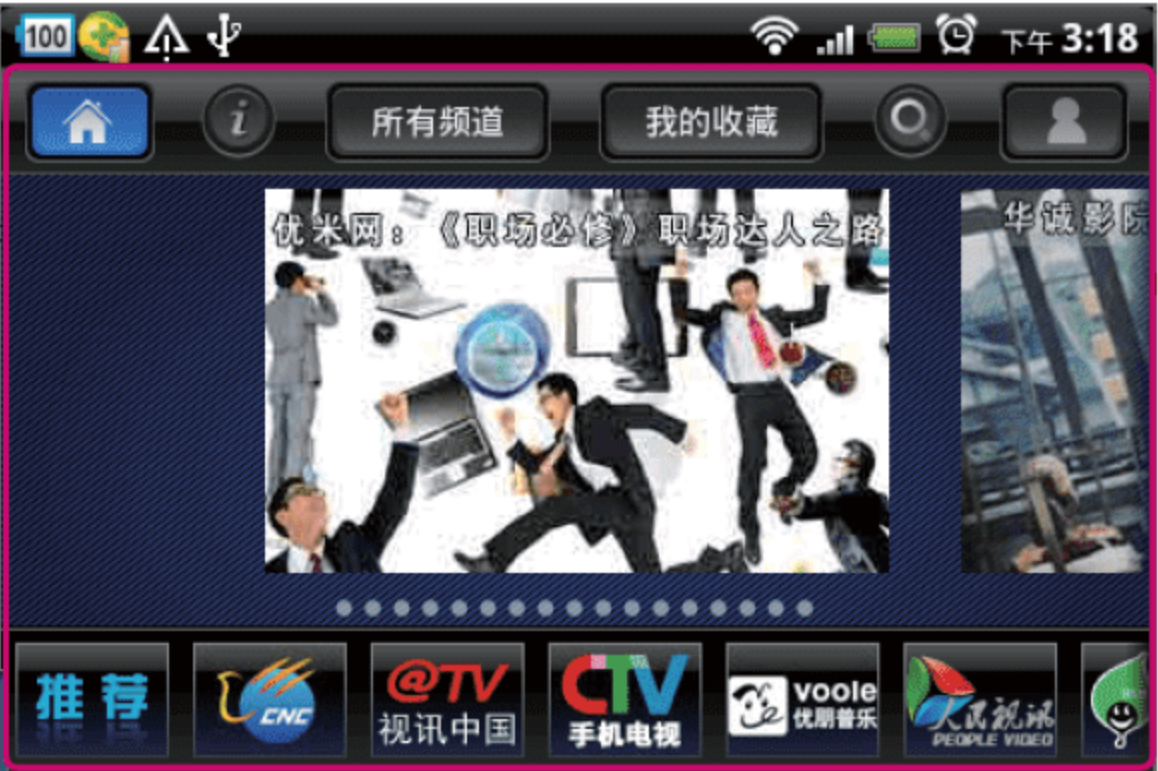 100
下午 3:18
i
所有频道
我的收藏
优米网：《职场必修》职场达人之路
华诚影院
推荐
CNC
@TV
视讯中国
CTV
手机电视
voole
优朋普乐
人民视讯
PEOPLE VIDEO